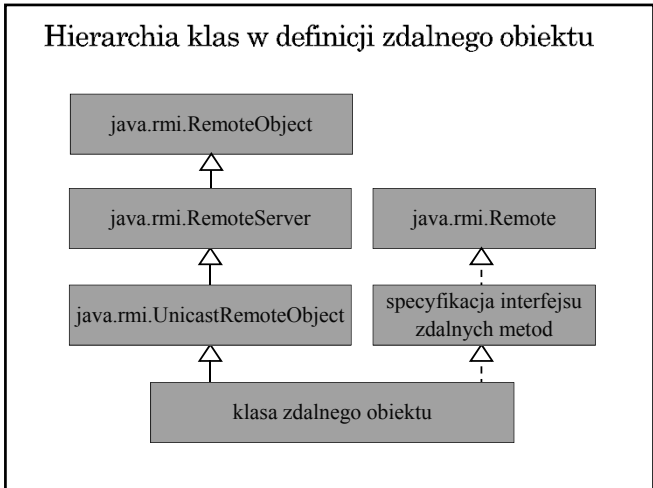 Hierarchia klas w definicji zdalnego obiektu
java.rmi.RemoteObject
java.rmi.RemoteServer
java.rmi.Remote
java.rmi.UnicastRemoteObject
specyfikacja interfejsu
zdalnych metod
klasa zdalnego obiektu